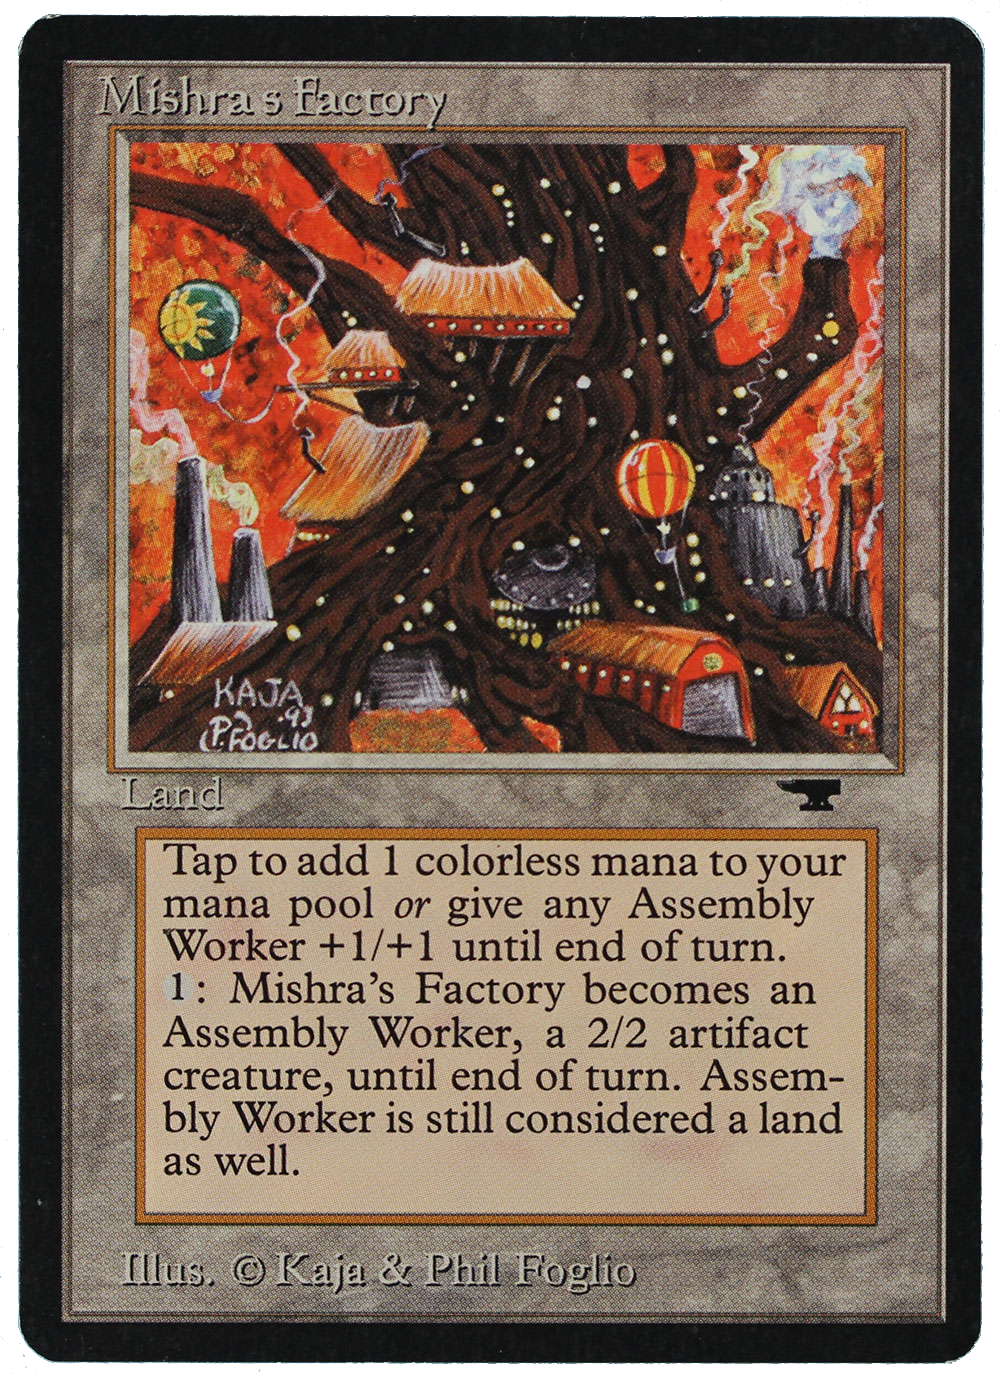 Mishra's Factory
KAJA
& '93
P.FOGLIO
Land
Tap to add 1 colorless mana to your
mana pool or give any Assembly
Worker +1/+1 until end of turn.
1: Mishra's Factory becomes an
Assembly Worker, a 2/2 artifact
creature, until end of turn. Assem-
bly Worker is still considered a land
as well.
Illus. © Kaja & Phil Foglio